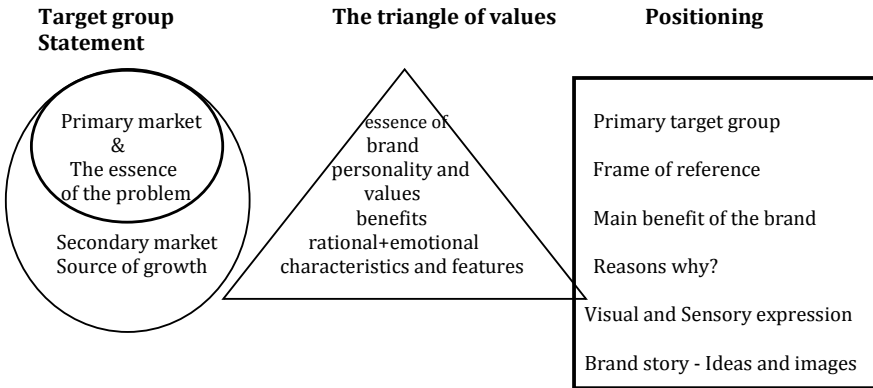 Target group
Statement
The triangle of values
Positioning
Primary market
&
The essence
of the problem
Secondary market
Source of growth
essence of
brand
personality and
values
benefits
rational+emotional
characteristics and features
Primary target group
Frame of reference
Main benefit of the brand
Reasons why?
Visual and Sensory expression
Brand story - Ideas and images